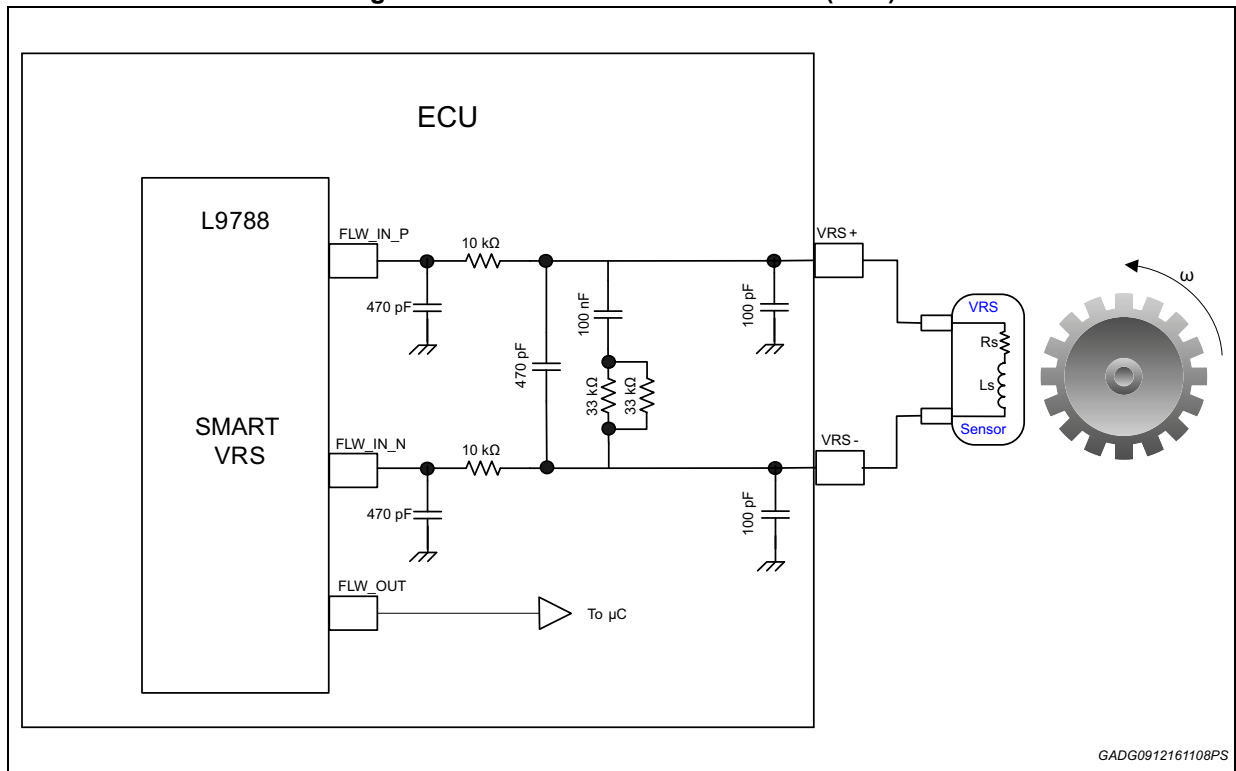 ECU
L9788
SMART
VRS
FLW_IN_P
10 kΩ
470 pF
470 pF
100 nF
33 kΩ
33 kΩ
100 pF
VRS+
FLW_IN_N
10 kΩ
470 pF
100 pF
VRS-
FLW_OUT
To µC
VRS
Rs
Ls
Sensor
ω
GADG0912161108PS